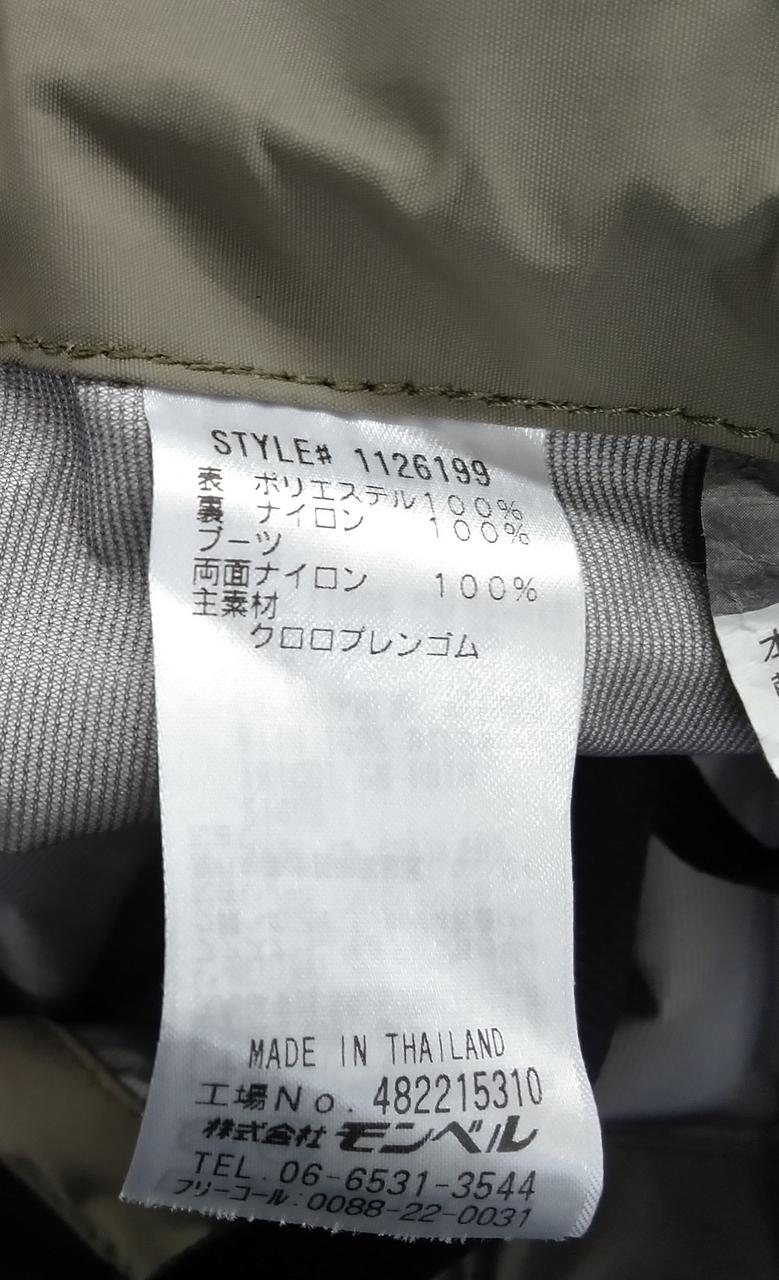 STYLE# 1126199
表 ポリエステル100%
裏 ナイロン 100%
ブーツ
両面ナイロン 100%
主素材
クロロプレンゴム
MADE IN THAILAND
工場No. 482215310
株式会社 モンベル
TEL. 06-6531-3544
フリーコール:0088-22-0031